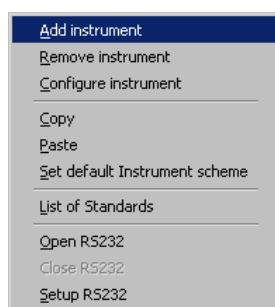 Add instrument
Remove instrument
Configure instrument
Copy
Paste
Set default Instrument scheme
List of Standards
Open RS232
Close RS232
Setup RS232